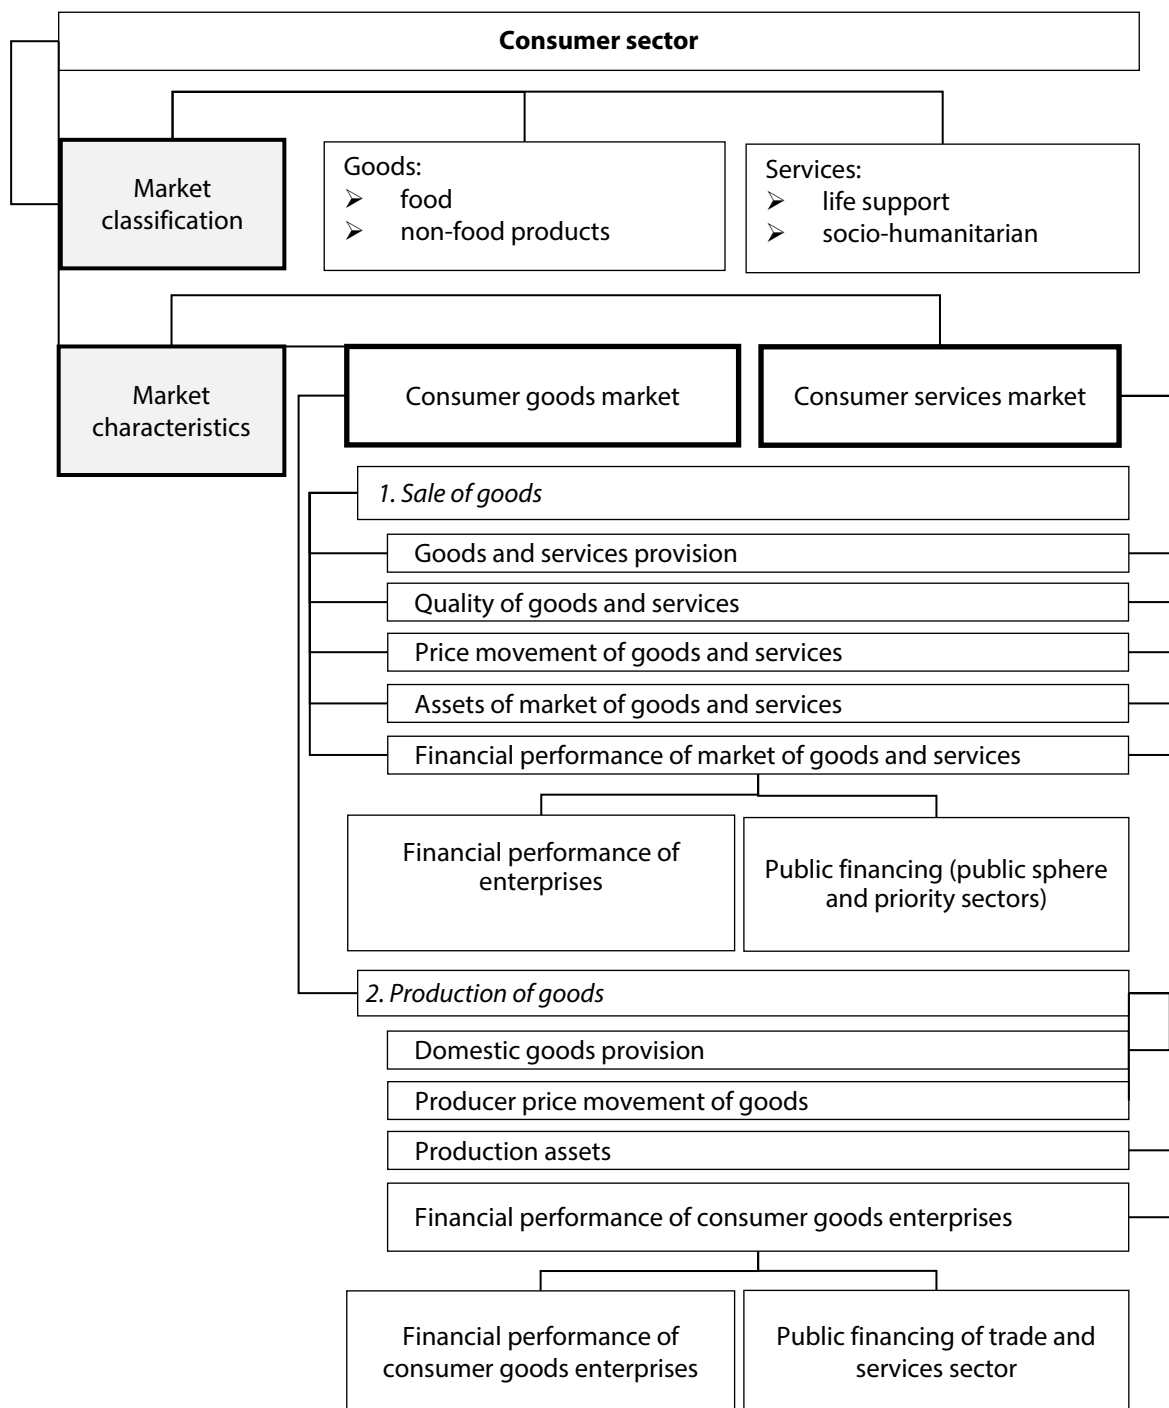 Consumer sector
Market
classification
Goods:
➢ food
➢ non-food products
Services:
➢ life support
➢ socio-humanitarian
Market
characteristics
Consumer goods market
Consumer services market
1. Sale of goods
Goods and services provision
Quality of goods and services
Price movement of goods and services
Assets of market of goods and services
Financial performance of market of goods and services
Financial performance of
enterprises
Public financing (public sphere
and priority sectors)
2. Production of goods
Domestic goods provision
Producer price movement of goods
Production assets
Financial performance of consumer goods enterprises
Financial performance of
consumer goods enterprises
Public financing of trade and
services sector